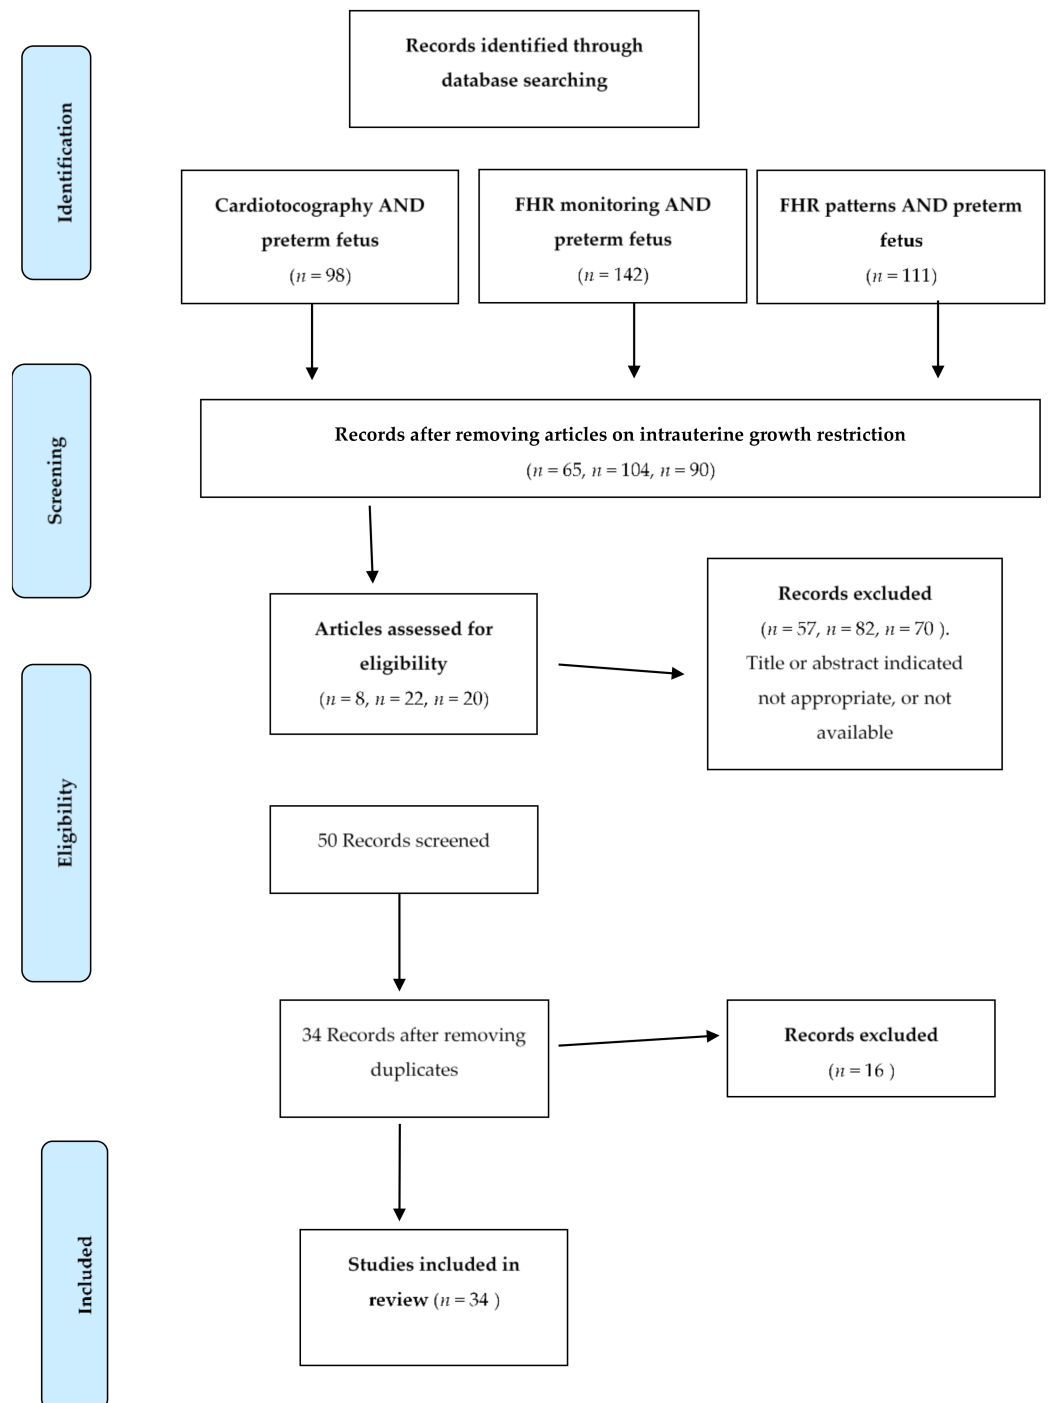 Identification
Records identified through
database searching
Cardiotocography AND
preterm fetus
(n = 98)
FHR monitoring AND
preterm fetus
(n = 142)
FHR patterns AND preterm
fetus
(n = 111)
Screening
Records after removing articles on intrauterine growth restriction
(n = 65, n = 104, n = 90)
Articles assessed for
eligibility
(n = 8, n = 22, n = 20)
Records excluded
(n = 57, n = 82, n = 70 ).
Title or abstract indicated
not appropriate, or not
available
Eligibility
50 Records screened
34 Records after removing
duplicates
Records excluded
(n = 16 )
Included
Studies included in
review (n = 34 )